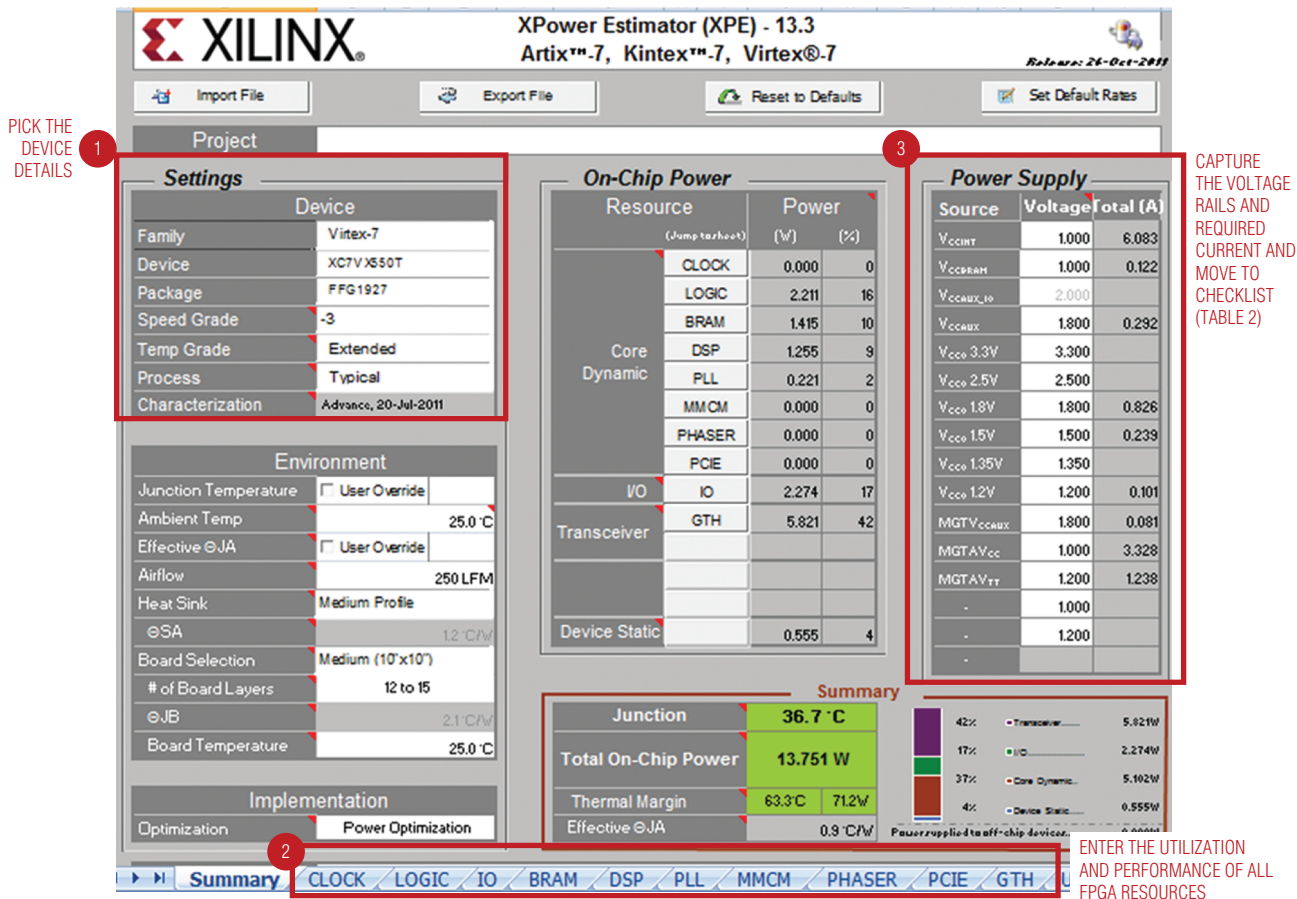 XILINX®
XPower Estimator (XPE) - 13.3
Artix™-7, Kintex™-7, Virtex®-7
Release: 26-Oct-2011
Import File
Export File
Reset to Defaults
Set Default Rates
Project
PICK THE
DEVICE
DETAILS
1
Settings
Device
Family Virtex-7
Device XC7VX550T
Package FFG1927
Speed Grade -3
Temp Grade Extended
Process Typical
Characterization Advance, 20-Jul-2011
Environment
Junction Temperature User Override
Ambient Temp 25.0 °C
Effective ΘJA User Override
Airflow 250 LFM
Heat Sink Medium Profile
ΘSA 1.2 °C/W
Board Selection Medium (10"x10")
# of Board Layers 12 to 15
ΘJB 2.1 °C/W
Board Temperature 25.0 °C
Implementation
Optimization Power Optimization
On-Chip Power
Resource Power
(Jump to sheet) (W) (%)
Core
Dynamic
CLOCK 0.000 0
LOGIC 2.211 16
BRAM 1.415 10
DSP 1.255 9
PLL 0.221 2
MMCM 0.000 0
PHASER 0.000 0
PCIE 0.000 0
I/O IO 2.274 17
Transceiver GTH 5.821 42
Device Static 0.555 4
3
Power Supply
Source Voltage Total (A)
VCCINT 1.000 6.083
VCCBRAM 1.000 0.122
VCCAUX_IO 2.000
VCCAUX 1.800 0.292
VCCO 3.3V 3.300
VCCO 2.5V 2.500
VCCO 1.8V 1.800 0.826
VCCO 1.5V 1.500 0.239
VCCO 1.35V 1.350
VCCO 1.2V 1.200 0.101
MGTVCCAUX 1.800 0.081
MGTAVCC 1.000 3.328
MGTAVTT 1.200 1.238
- 1.000
- 1.200
-
CAPTURE
THE VOLTAGE
RAILS AND
REQUIRED
CURRENT AND
MOVE TO
CHECKLIST
(TABLE 2)
Summary
Junction 36.7 °C
Total On-Chip Power 13.751 W
Thermal Margin 63.3°C 71.2W
Effective ΘJA 0.9 °C/W
42% Transceiver...... 5.821W
17% I/O 2.274W
37% Core Dynamic.. 5.102W
4% Device Static...... 0.555W
Power supplied to off-chip devices.. 0.000W
2
Summary CLOCK LOGIC IO BRAM DSP PLL MMCM PHASER PCIE GTH
ENTER THE UTILIZATION
AND PERFORMANCE OF ALL
FPGA RESOURCES